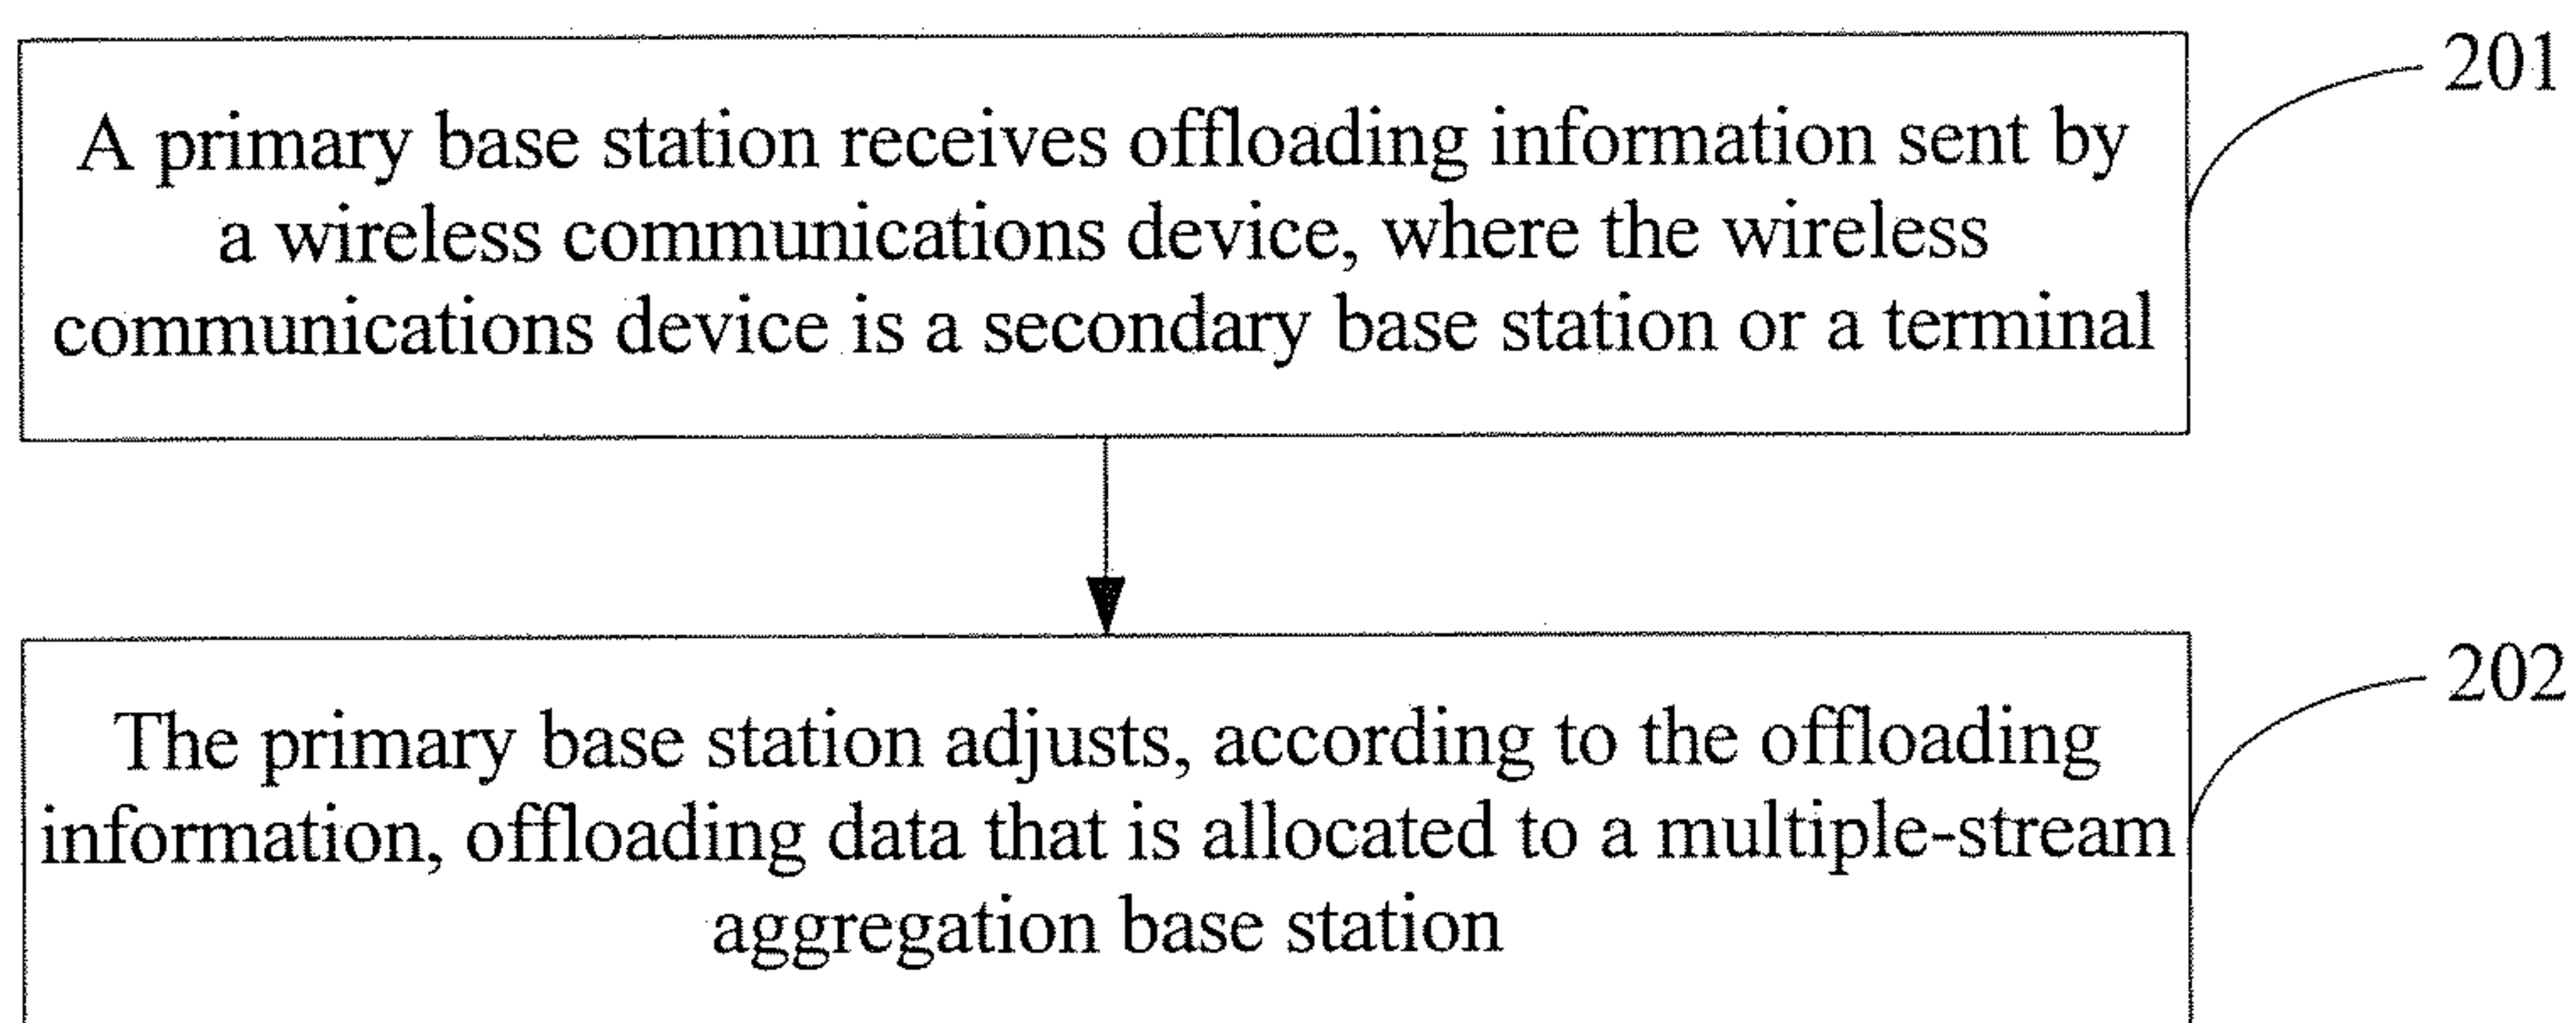 201
A primary base station receives offloading information sent by
a wireless communications device, where the wireless
communications device is a secondary base station or a terminal
202
The primary base station adjusts, according to the offloading
information, offloading data that is allocated to a multiple-stream
aggregation base station